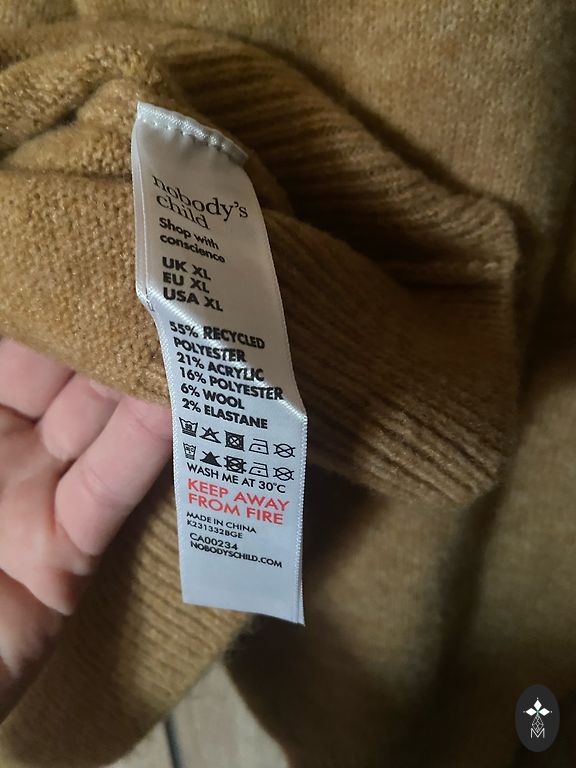 nobody's
child
Shop with
conscience
UK XL
EU XL
USA XL
55% RECYCLED
POLYESTER
21% ACRYLIC
16% POLYESTER
6% WOOL
2% ELASTANE
WASH ME AT 30°C
KEEP AWAY
FROM FIRE
MADE IN CHINA
K231332BGE
CA00234
NOBODYSCHILD.COM
M